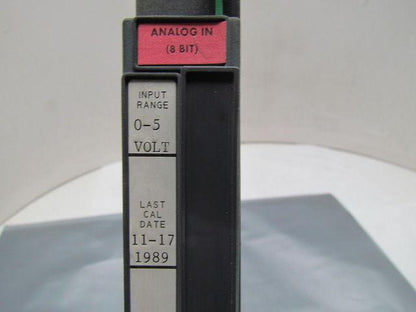 ANALOG IN
(8 BIT)
INPUT
RANGE
0-5
VOLT
LAST
CAL
DATE
11-17
1989